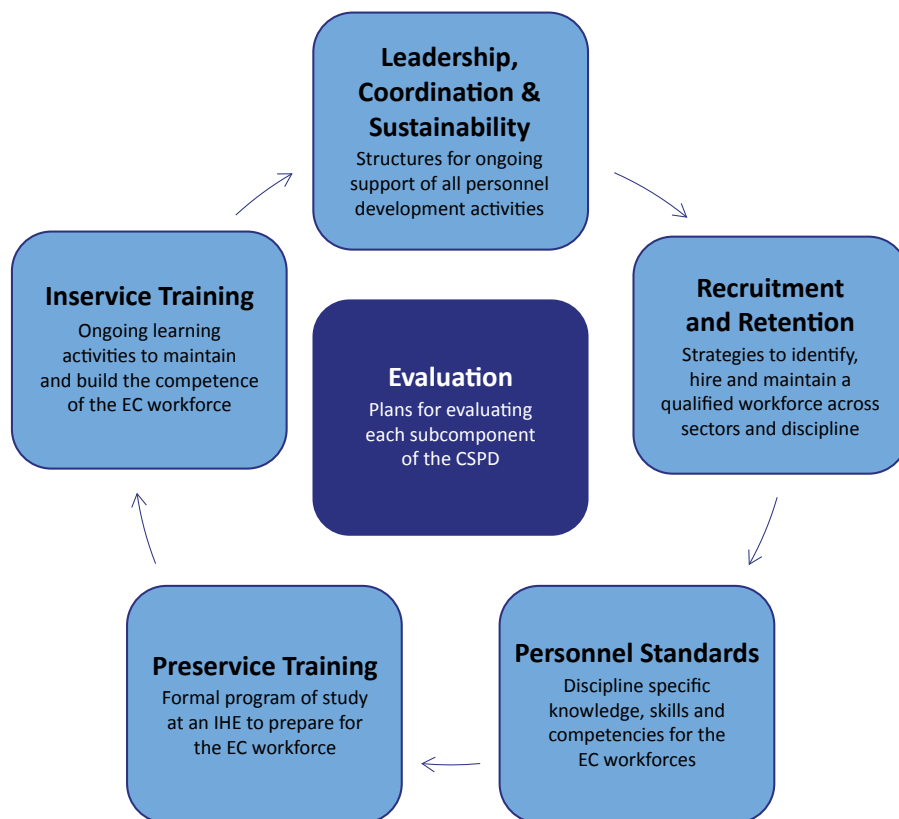 Leadership,
Coordination &
Sustainability
Structures for ongoing
support of all personnel
development activities
Recruitment
and Retention
Strategies to identify,
hire and maintain a
qualified workforce across
sectors and discipline
Personnel Standards
Discipline specific
knowledge, skills and
competencies for the
EC workforces
Preservice Training
Formal program of study
at an IHE to prepare for
the EC workforce
Inservice Training
Ongoing learning
activities to maintain
and build the competence
of the EC workforce
Evaluation
Plans for evaluating
each subcomponent
of the CSPD